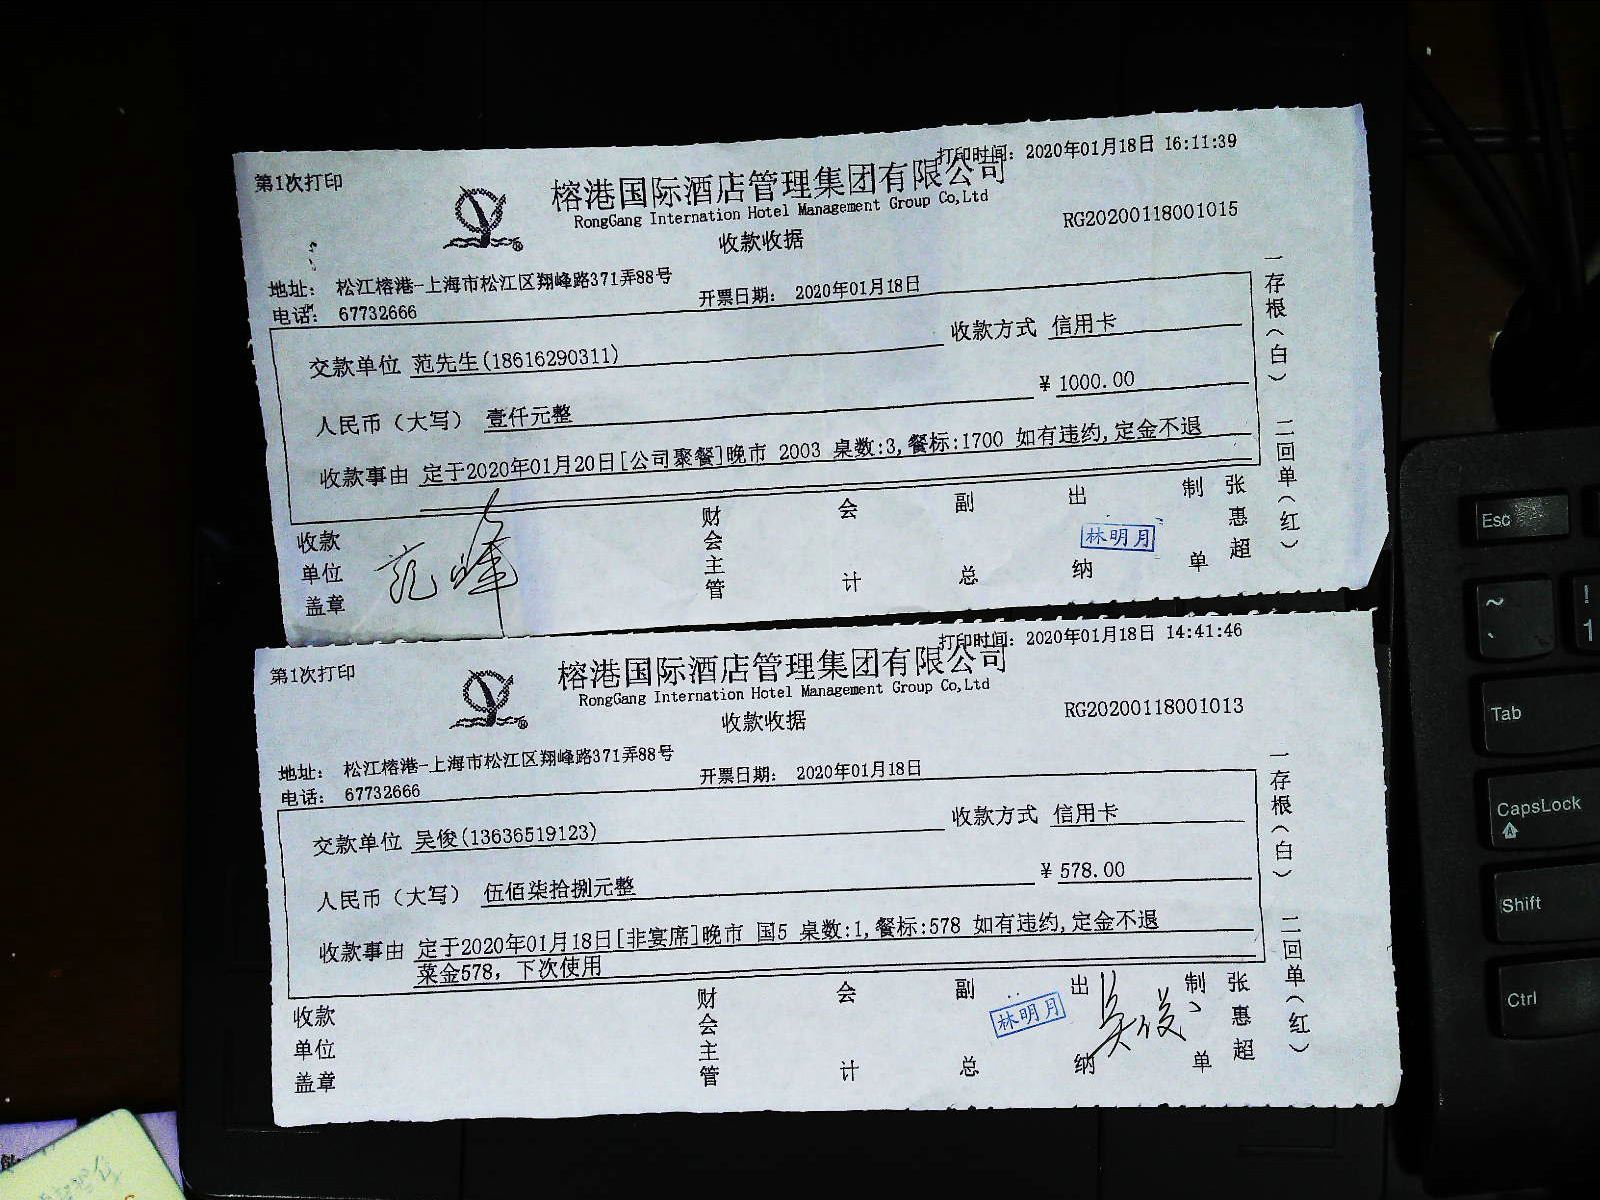 第1次打印
打印时间: 2020年01月18日 16:11:39
榕港国际酒店管理集团有限公司
RongGang Internation Hotel Management Group Co,Ltd
收款收据
RG20200118001015
地址: 松江榕港-上海市松江区翔峰路371弄88号
电话: 67732666
开票日期: 2020年01月18日
交款单位 范先生(18616290311)
收款方式 信用卡
人民币（大写） 壹仟元整
¥ 1000.00
收款事由 定于2020年01月20日[公司聚餐]晚市 2003 桌数:3,餐标:1700 如有违约,定金不退
收款单位盖章
范峰
财会主管
会计
副总
出纳
林明月
制单
张惠超
一存根(白)
二回单(红)
第1次打印
打印时间: 2020年01月18日 14:41:46
榕港国际酒店管理集团有限公司
RongGang Internation Hotel Management Group Co,Ltd
收款收据
RG20200118001013
地址: 松江榕港-上海市松江区翔峰路371弄88号
电话: 67732666
开票日期: 2020年01月18日
交款单位 吴俊(13636519123)
收款方式 信用卡
人民币（大写） 伍佰柒拾捌元整
¥ 578.00
收款事由 定于2020年01月18日[非宴席]晚市 国5 桌数:1,餐标:578 如有违约,定金不退
菜金578, 下次使用
收款单位盖章
财会主管
会计
副总
林明月
出纳
吴俊
制单
张惠超
一存根(白)
二回单(红)
Esc
~
`
!
1
Tab
CapsLock
A
Shift
Ctrl